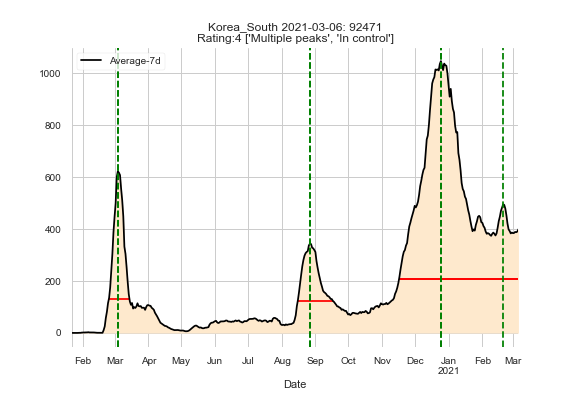 Korea_South 2021-03-06: 92471
Rating:4 ['Multiple peaks', 'In control']
Average-7d
1000
800
600
400
200
0
Feb Mar Apr May Jun Jul Aug Sep Oct Nov Dec Jan Feb Mar
2021
Date